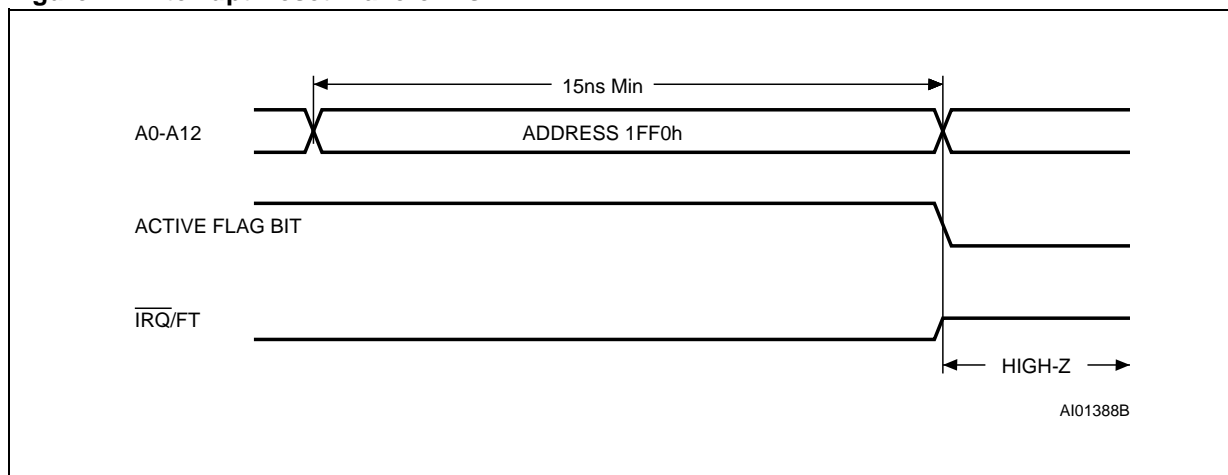 15ns Min
A0-A12
ADDRESS 1FF0h
ACTIVE FLAG BIT
IRQ/FT
HIGH-Z
AI01388B